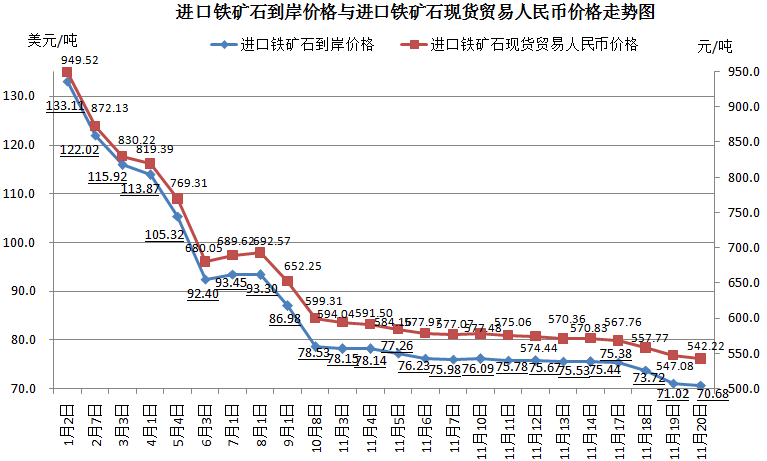 进口铁矿石到岸价格与进口铁矿石现货贸易人民币价格走势图
美元/吨
进口铁矿石到岸价格
进口铁矿石现货贸易人民币价格
元/吨
130.0
120.0
110.0
100.0
90.0
80.0
70.0
950.0
900.0
850.0
800.0
750.0
700.0
650.0
600.0
550.0
500.0
949.52
872.13
830.22
819.39
769.31
680.05
689.62
692.57
652.25
599.31
594.04
591.50
584.16
577.97
577.07
577.48
575.06
574.44
570.36
570.83
567.76
557.77
547.08
542.22
133.11
122.02
115.92
113.87
105.32
92.40
93.45
93.30
86.98
78.53
78.15
78.14
77.26
76.23
75.98
76.09
75.78
75.67
75.53
75.44
75.38
73.72
71.02
70.68
1月2日
2月7日
3月3日
4月1日
5月4日
6月3日
7月1日
8月1日
9月1日
10月8日
11月3日
11月4日
11月5日
11月6日
11月7日
11月10日
11月11日
11月12日
11月13日
11月14日
11月17日
11月18日
11月19日
11月20日